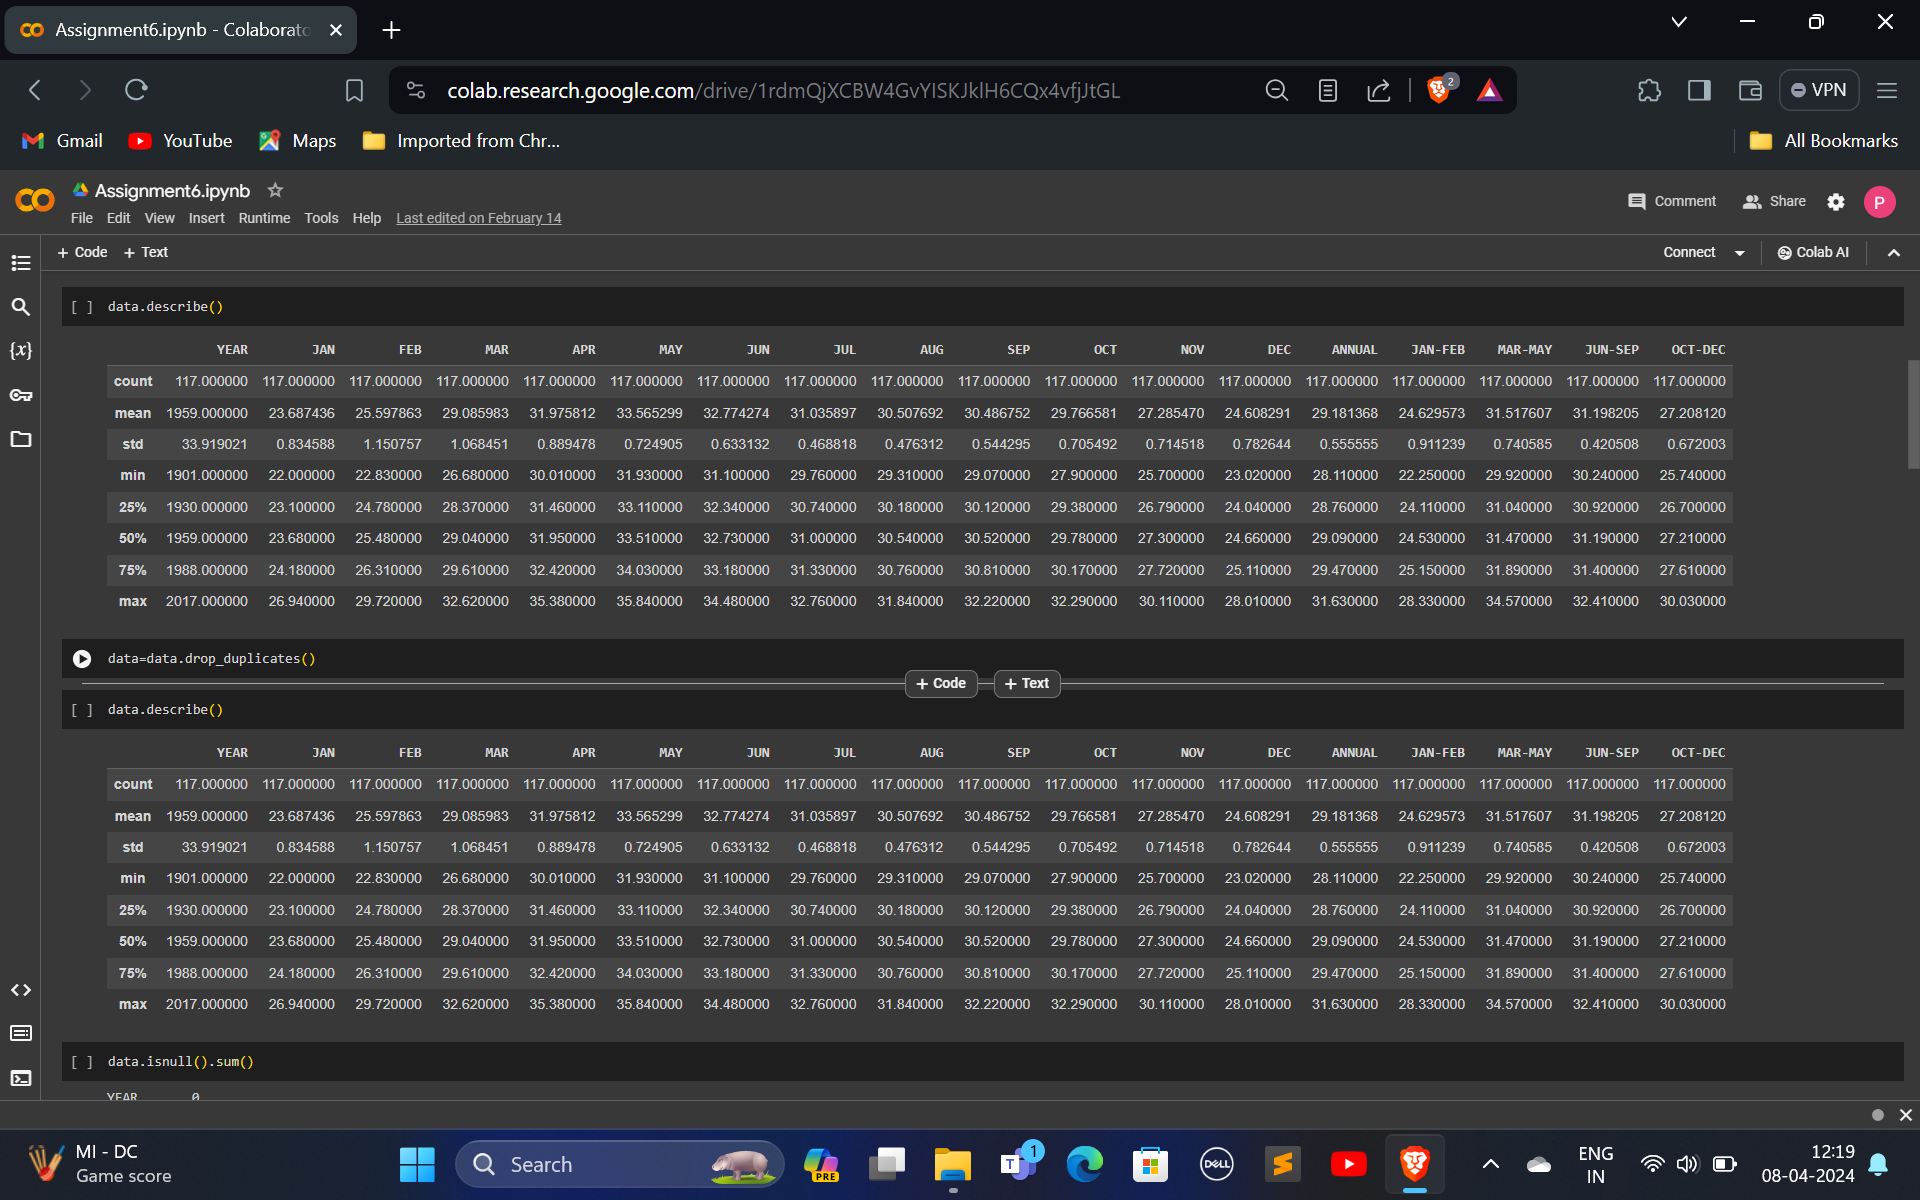 Assignment6.ipynb - Colaborato
colab.research.google.com/drive/1rdmQjXCBW4GvYISKJklH6CQx4vfjJtGL
2
VPN
Gmail YouTube Maps Imported from Chr...
All Bookmarks
Assignment6.ipynb
File Edit View Insert Runtime Tools Help Last edited on February 14
Comment Share P
+ Code + Text
Connect Colab AI
[ ] data.describe()
YEAR JAN FEB MAR APR MAY JUN JUL AUG SEP OCT NOV DEC ANNUAL JAN-FEB MAR-MAY JUN-SEP OCT-DEC
count 117.000000 117.000000 117.000000 117.000000 117.000000 117.000000 117.000000 117.000000 117.000000 117.000000 117.000000 117.000000 117.000000 117.000000 117.000000 117.000000 117.000000 117.000000
mean 1959.000000 23.687436 25.597863 29.085983 31.975812 33.565299 32.774274 31.035897 30.507692 30.486752 29.766581 27.285470 24.608291 29.181368 24.629573 31.517607 31.198205 27.208120
std 33.919021 0.834588 1.150757 1.068451 0.889478 0.724905 0.633132 0.468818 0.476312 0.544295 0.705492 0.714518 0.782644 0.555555 0.911239 0.740585 0.420508 0.672003
min 1901.000000 22.000000 22.830000 26.680000 30.010000 31.930000 31.100000 29.760000 29.310000 29.070000 27.900000 25.700000 23.020000 28.110000 22.250000 29.920000 30.240000 25.740000
25% 1930.000000 23.100000 24.780000 28.370000 31.460000 33.110000 32.340000 30.740000 30.180000 30.120000 29.380000 26.790000 24.040000 28.760000 24.110000 31.040000 30.920000 26.700000
50% 1959.000000 23.680000 25.480000 29.040000 31.950000 33.510000 32.730000 31.000000 30.540000 30.520000 29.780000 27.300000 24.660000 29.090000 24.530000 31.470000 31.190000 27.210000
75% 1988.000000 24.180000 26.310000 29.610000 32.420000 34.030000 33.180000 31.330000 30.760000 30.810000 30.170000 27.720000 25.110000 29.470000 25.150000 31.890000 31.400000 27.610000
max 2017.000000 26.940000 29.720000 32.620000 35.380000 35.840000 34.480000 32.760000 31.840000 32.220000 32.290000 30.110000 28.010000 31.630000 28.330000 34.570000 32.410000 30.030000
data=data.drop_duplicates()
+ Code + Text
[ ] data.describe()
YEAR JAN FEB MAR APR MAY JUN JUL AUG SEP OCT NOV DEC ANNUAL JAN-FEB MAR-MAY JUN-SEP OCT-DEC
count 117.000000 117.000000 117.000000 117.000000 117.000000 117.000000 117.000000 117.000000 117.000000 117.000000 117.000000 117.000000 117.000000 117.000000 117.000000 117.000000 117.000000 117.000000
mean 1959.000000 23.687436 25.597863 29.085983 31.975812 33.565299 32.774274 31.035897 30.507692 30.486752 29.766581 27.285470 24.608291 29.181368 24.629573 31.517607 31.198205 27.208120
std 33.919021 0.834588 1.150757 1.068451 0.889478 0.724905 0.633132 0.468818 0.476312 0.544295 0.705492 0.714518 0.782644 0.555555 0.911239 0.740585 0.420508 0.672003
min 1901.000000 22.000000 22.830000 26.680000 30.010000 31.930000 31.100000 29.760000 29.310000 29.070000 27.900000 25.700000 23.020000 28.110000 22.250000 29.920000 30.240000 25.740000
25% 1930.000000 23.100000 24.780000 28.370000 31.460000 33.110000 32.340000 30.740000 30.180000 30.120000 29.380000 26.790000 24.040000 28.760000 24.110000 31.040000 30.920000 26.700000
50% 1959.000000 23.680000 25.480000 29.040000 31.950000 33.510000 32.730000 31.000000 30.540000 30.520000 29.780000 27.300000 24.660000 29.090000 24.530000 31.470000 31.190000 27.210000
75% 1988.000000 24.180000 26.310000 29.610000 32.420000 34.030000 33.180000 31.330000 30.760000 30.810000 30.170000 27.720000 25.110000 29.470000 25.150000 31.890000 31.400000 27.610000
max 2017.000000 26.940000 29.720000 32.620000 35.380000 35.840000 34.480000 32.760000 31.840000 32.220000 32.290000 30.110000 28.010000 31.630000 28.330000 34.570000 32.410000 30.030000
[ ] data.isnull().sum()
YEAR 0
MI - DC
Game score
Search
PRE
T 1
DELL
ENG
IN
12:19
08-04-2024